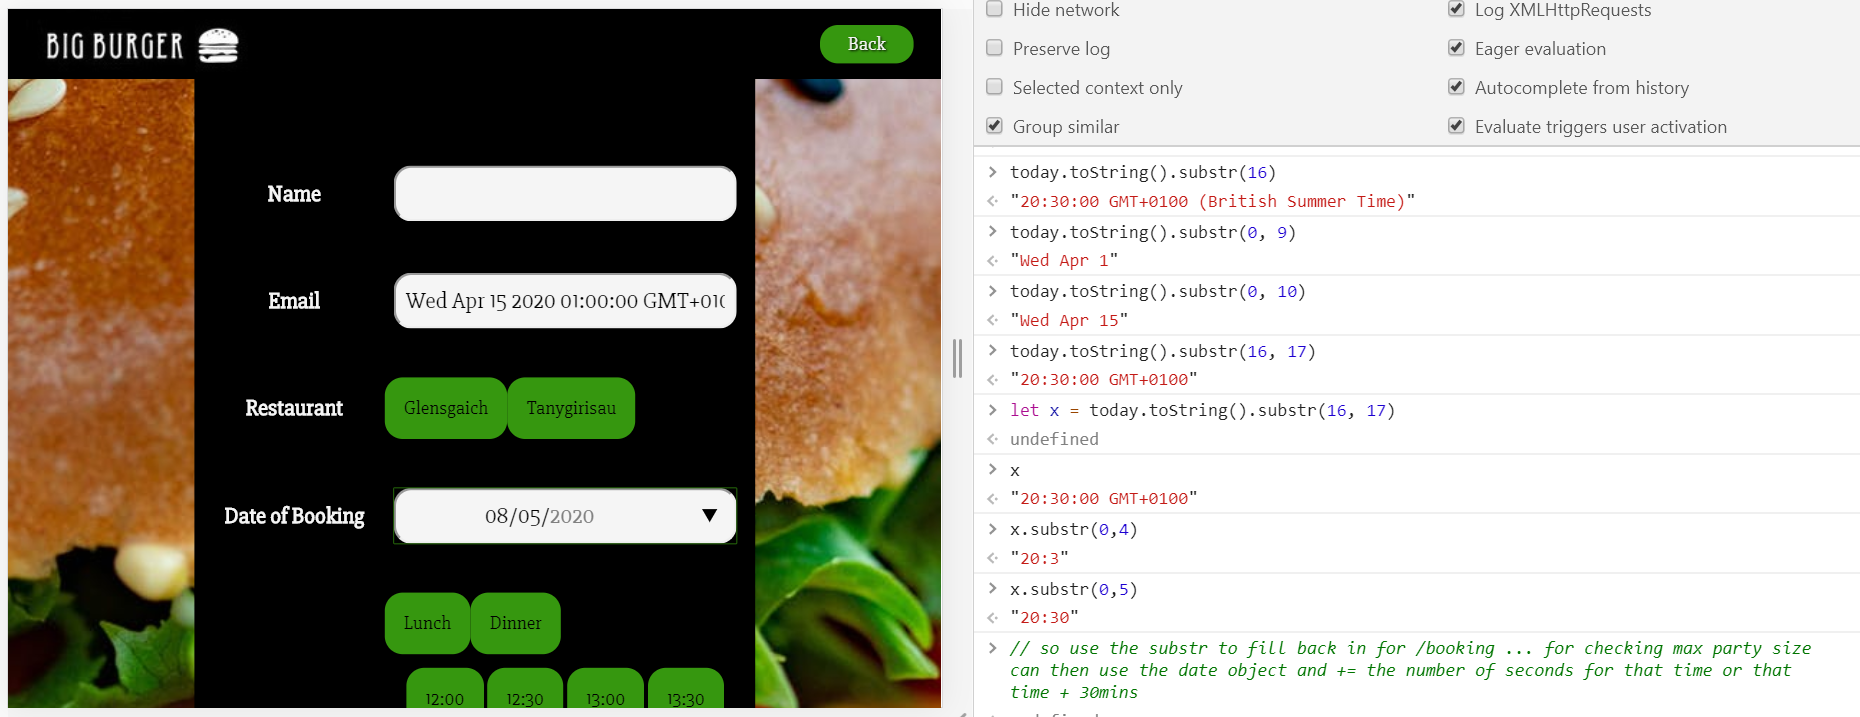 BIG BURGER
Back
Name
Email
Wed Apr 15 2020 01:00:00 GMT+010
Restaurant
Glensgaich
Tanygirisau
Date of Booking
08/05/2020
Lunch
Dinner
12:00
12:30
13:00
13:30
Hide network
Log XMLHttpRequests
Preserve log
Eager evaluation
Selected context only
Autocomplete from history
Group similar
Evaluate triggers user activation
today.toString().substr(16)
"20:30:00 GMT+0100 (British Summer Time)"
today.toString().substr(0, 9)
"Wed Apr 1"
today.toString().substr(0, 10)
"Wed Apr 15"
today.toString().substr(16, 17)
"20:30:00 GMT+0100"
let x = today.toString().substr(16, 17)
undefined
x
"20:30:00 GMT+0100"
x.substr(0,4)
"20:3"
x.substr(0,5)
"20:30"
// so use the substr to fill back in for /booking ... for checking max party size
can then use the date object and += the number of seconds for that time or that
time + 30mins